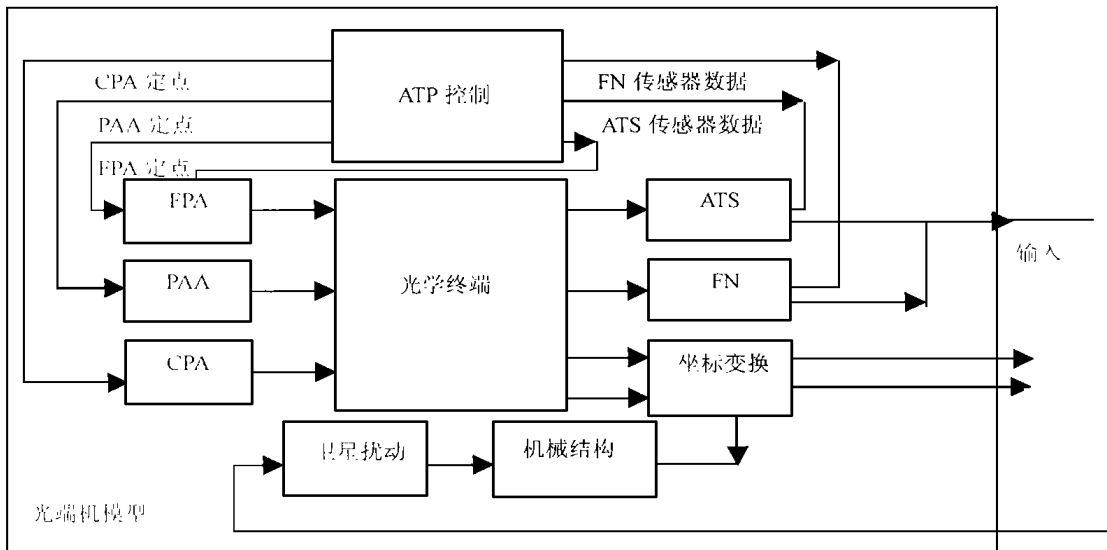 CPA 定点
ATP 控制
FN 传感器数据
PAA 定点
ATS 传感器数据
FPA 定点
FPA
ATS
输入
PAA
光学终端
FN
CPA
坐标变换
卫星扰动
机械结构
光端机模型